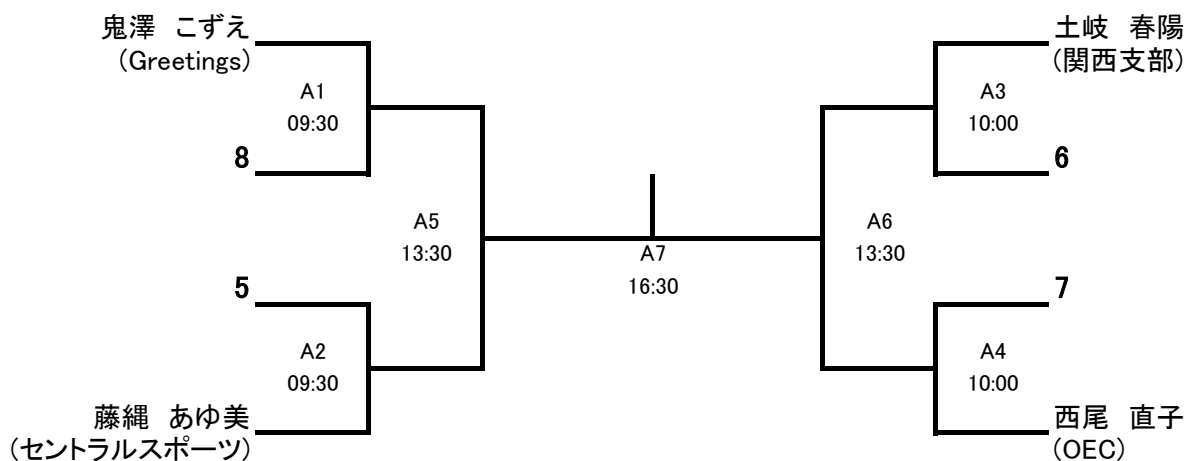 鬼澤 こずえ
(Greetings)
A1
09:30
8
A5
13:30
5
A2
09:30
藤縄 あゆ美
(セントラルスポーツ)
A7
16:30
土岐 春陽
(関西支部)
A3
10:00
6
A6
13:30
7
A4
10:00
西尾 直子
(OEC)